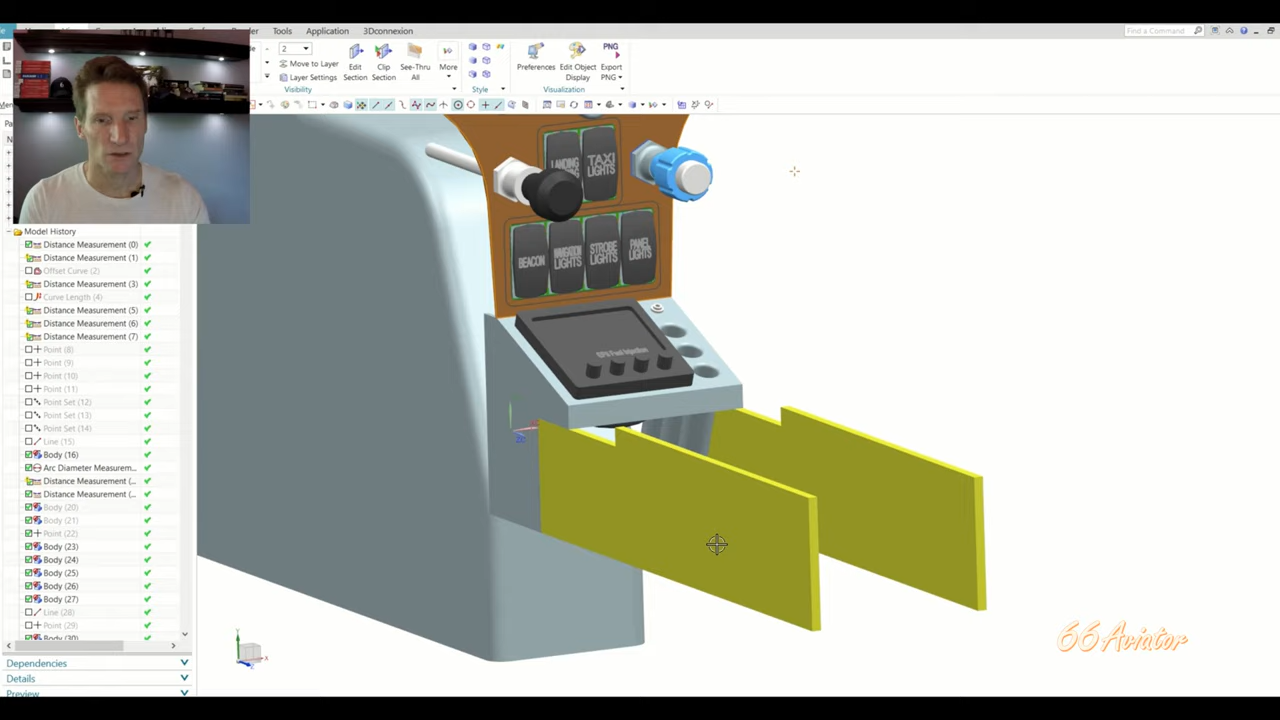 Tools Application 3Dconnexion
Find a Command
2
Move to Layer
Layer Settings
Edit Section
Clip Section
See-Thru All
More
Preferences
Edit Object Display
Export PNG
Visibility
Style
Visualization
Model History
Distance Measurement (0)
Distance Measurement (1)
Offset Curve (2)
Distance Measurement (3)
Curve Length (4)
Distance Measurement (5)
Distance Measurement (6)
Distance Measurement (7)
Point (8)
Point (9)
Point (10)
Point (11)
Point Set (12)
Point Set (13)
Point Set (14)
Line (15)
Body (16)
Arc Diameter Measurem...
Distance Measurement (...
Distance Measurement (...
Body (20)
Body (21)
Point (22)
Body (23)
Body (24)
Body (25)
Body (26)
Body (27)
Line (28)
Point (29)
Body (30)
Dependencies
Details
Preview
LANDING
TAXI LIGHTS
BEACON
NAVIGATION LIGHTS
STROBE LIGHTS
PANEL LIGHTS
66 Aviator